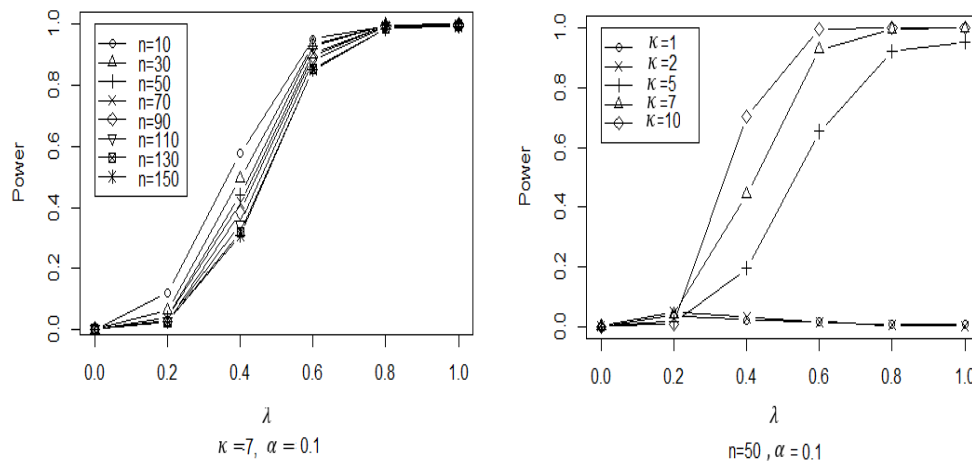 Power
0.0 0.2 0.4 0.6 0.8 1.0
n=10
n=30
n=50
n=70
n=90
n=110
n=130
n=150
0.0 0.2 0.4 0.6 0.8 1.0
λ
κ =7, α = 0.1
Power
0.0 0.2 0.4 0.6 0.8 1.0
κ =1
κ =2
κ =5
κ =7
κ =10
0.0 0.2 0.4 0.6 0.8 1.0
λ
n=50 , α = 0.1